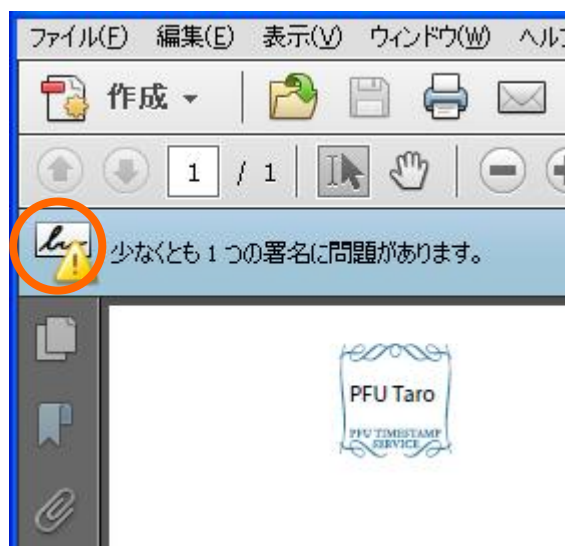 ファイル(F) 編集(E) 表示(V) ウィンドウ(W) ヘル
作成
1 / 1
少なくとも 1 つの署名に問題があります。
PFU Taro
PFU TIMESTAMP
SERVICE